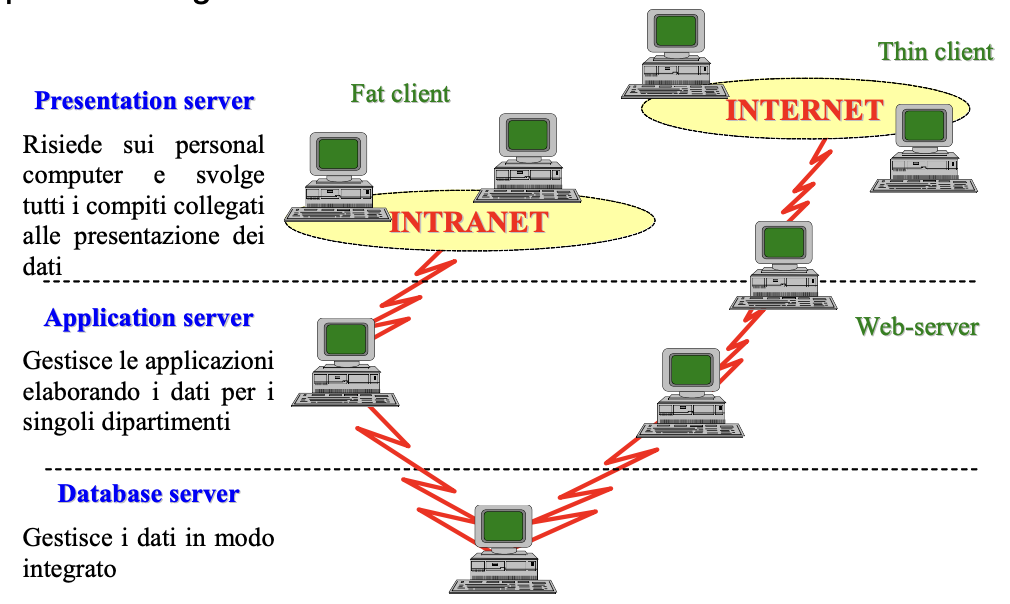 Presentation server
Risiede sui personal
computer e svolge
tutti i compiti collegati
alle presentazione dei
dati
Fat client
INTRANET
Thin client
INTERNET
Application server
Gestisce le applicazioni
elaborando i dati per i
singoli dipartimenti
Web-server
Database server
Gestisce i dati in modo
integrato